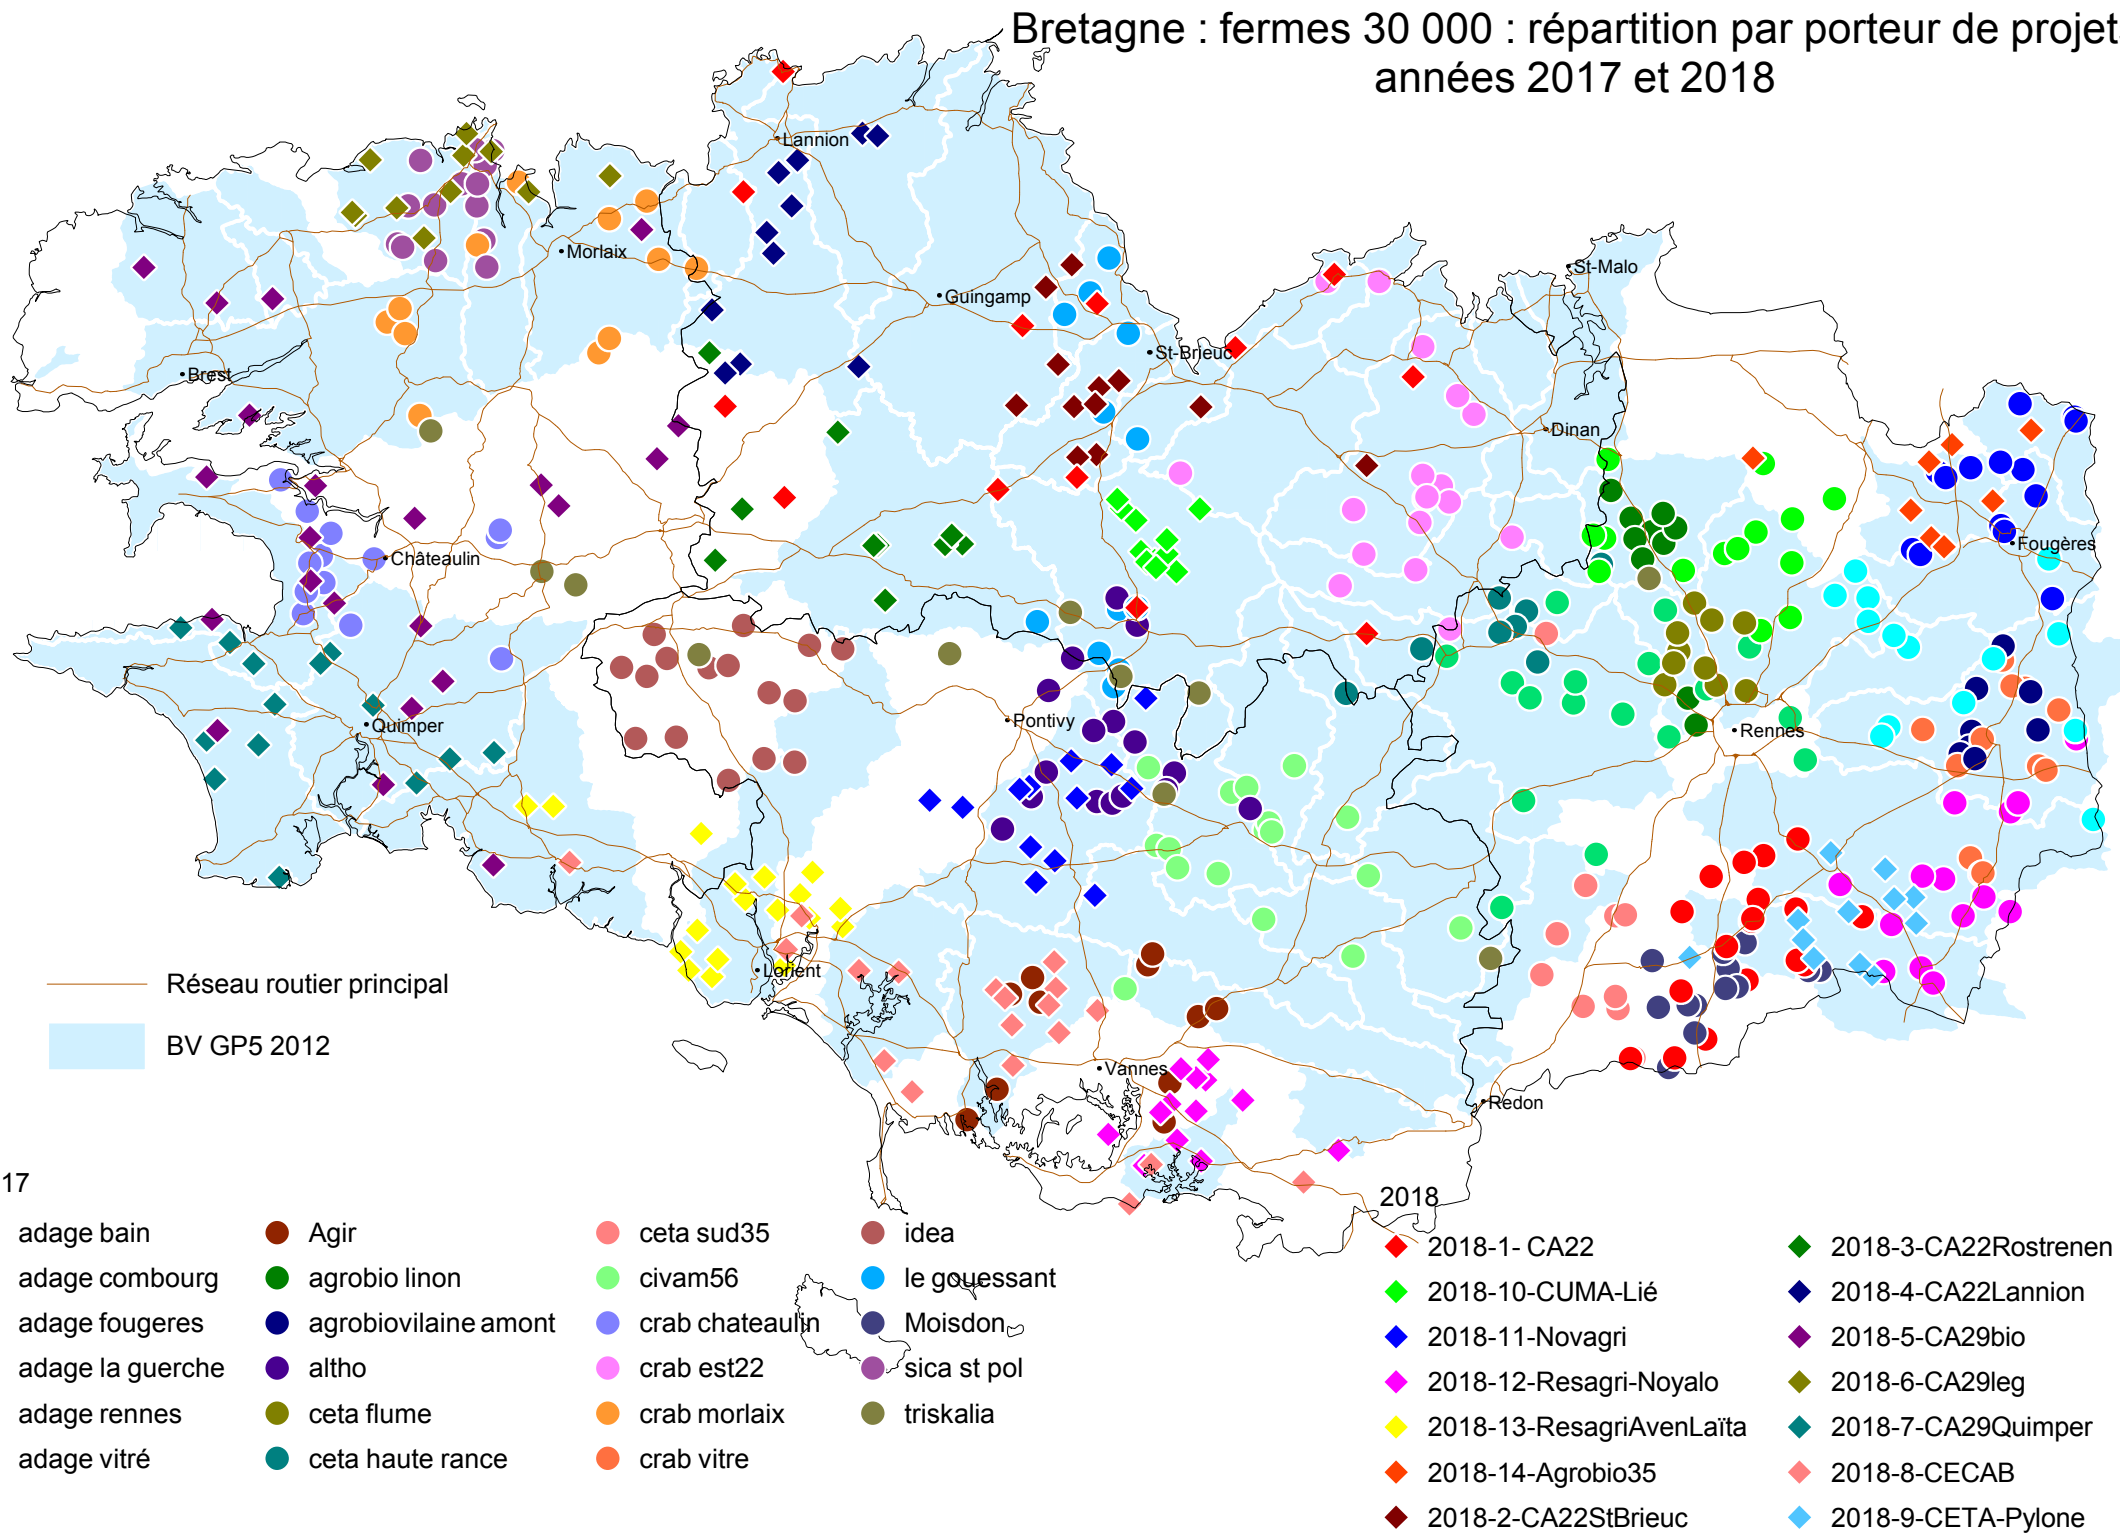 Bretagne : fermes 30 000 : répartition par porteur de projet
années 2017 et 2018
Lannion
Morlaix
St-Malo
Guingamp
St-Brieuc
Brest
Dinan
Châteaulin
Fougères
Quimper
Pontivy
Rennes
Lorient
Vannes
Redon
Réseau routier principal
BV GP5 2012
17
adage bain
adage combourg
adage fougeres
adage la guerche
adage rennes
adage vitré
Agir
agrobio linon
agrobiovilaine amont
altho
ceta flume
ceta haute rance
ceta sud35
civam56
crab chateaulin
crab est22
crab morlaix
crab vitre
idea
le gouessant
Moisdon
sica st pol
triskalia
2018
2018-1- CA22
2018-10-CUMA-Lié
2018-11-Novagri
2018-12-Resagri-Noyalo
2018-13-ResagriAvenLaïta
2018-14-Agrobio35
2018-2-CA22StBrieuc
2018-3-CA22Rostrenen
2018-4-CA22Lannion
2018-5-CA29bio
2018-6-CA29leg
2018-7-CA29Quimper
2018-8-CECAB
2018-9-CETA-Pylone